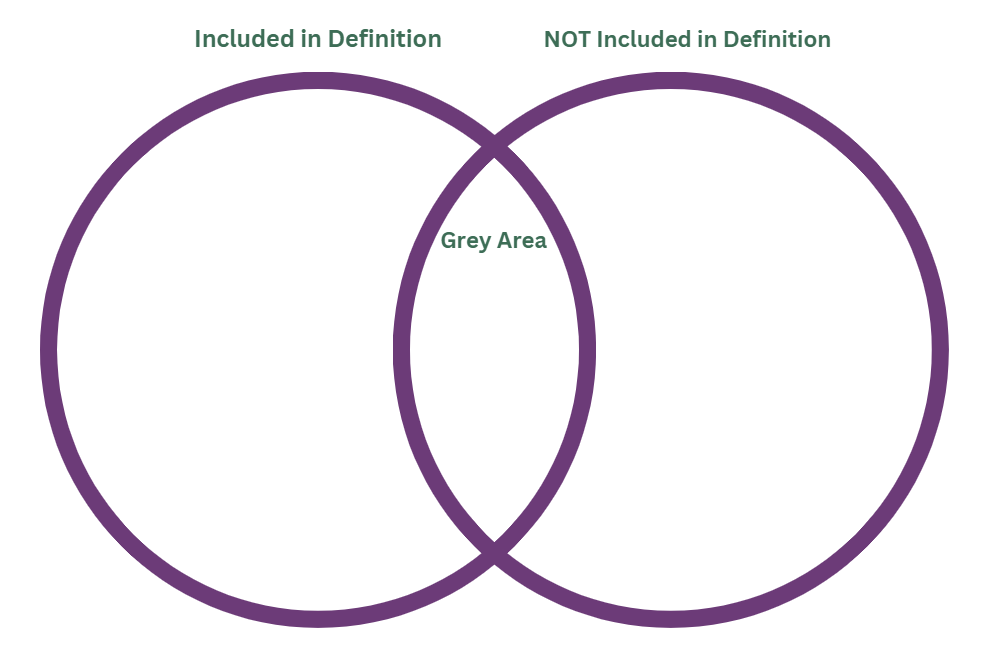 Included in Definition
NOT Included in Definition
Grey Area